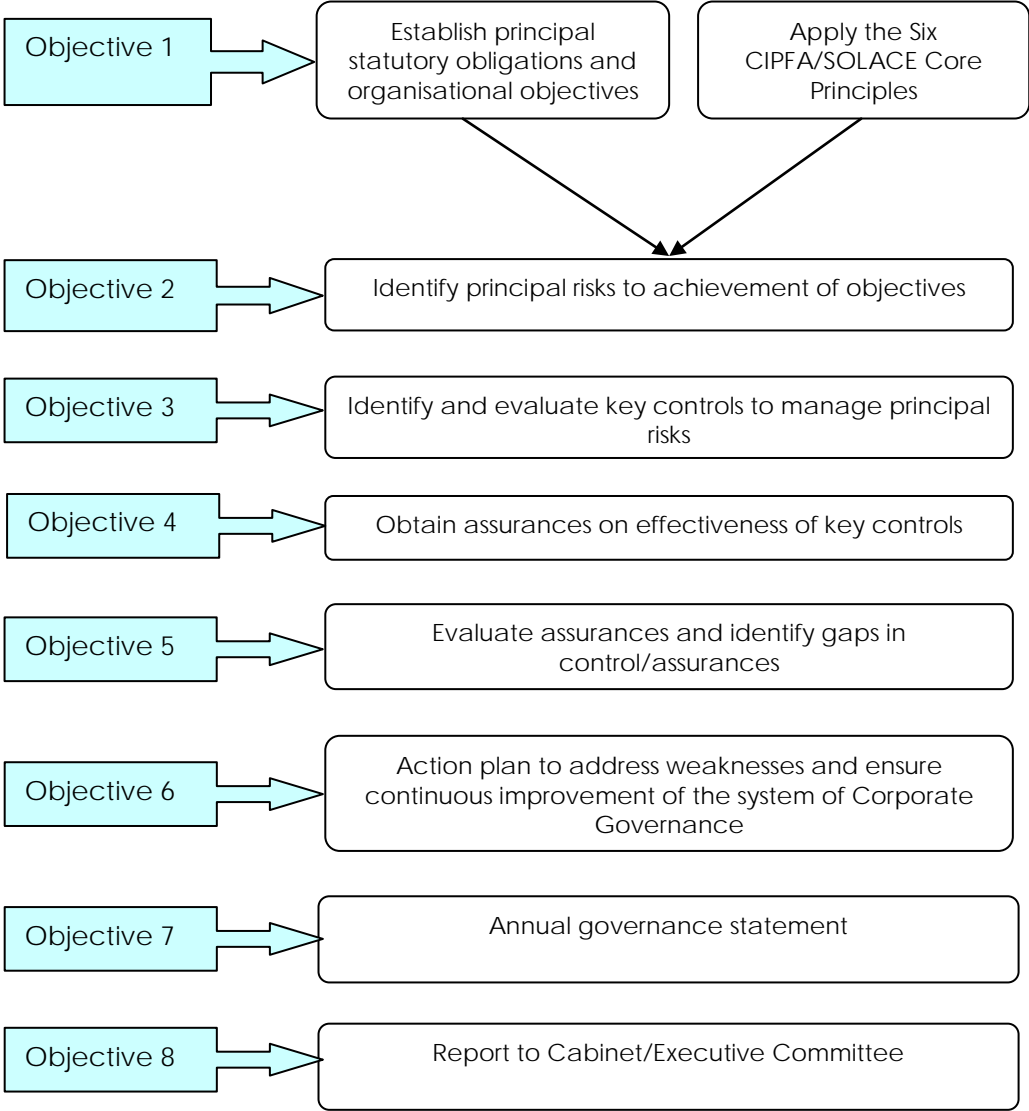 Objective 1
Establish principal
statutory obligations and
organisational objectives
Apply the Six
CIPFA/SOLACE Core
Principles
Objective 2
Identify principal risks to achievement of objectives
Objective 3
Identify and evaluate key controls to manage principal
risks
Objective 4
Obtain assurances on effectiveness of key controls
Objective 5
Evaluate assurances and identify gaps in
control/assurances
Objective 6
Action plan to address weaknesses and ensure
continuous improvement of the system of Corporate
Governance
Objective 7
Annual governance statement
Objective 8
Report to Cabinet/Executive Committee